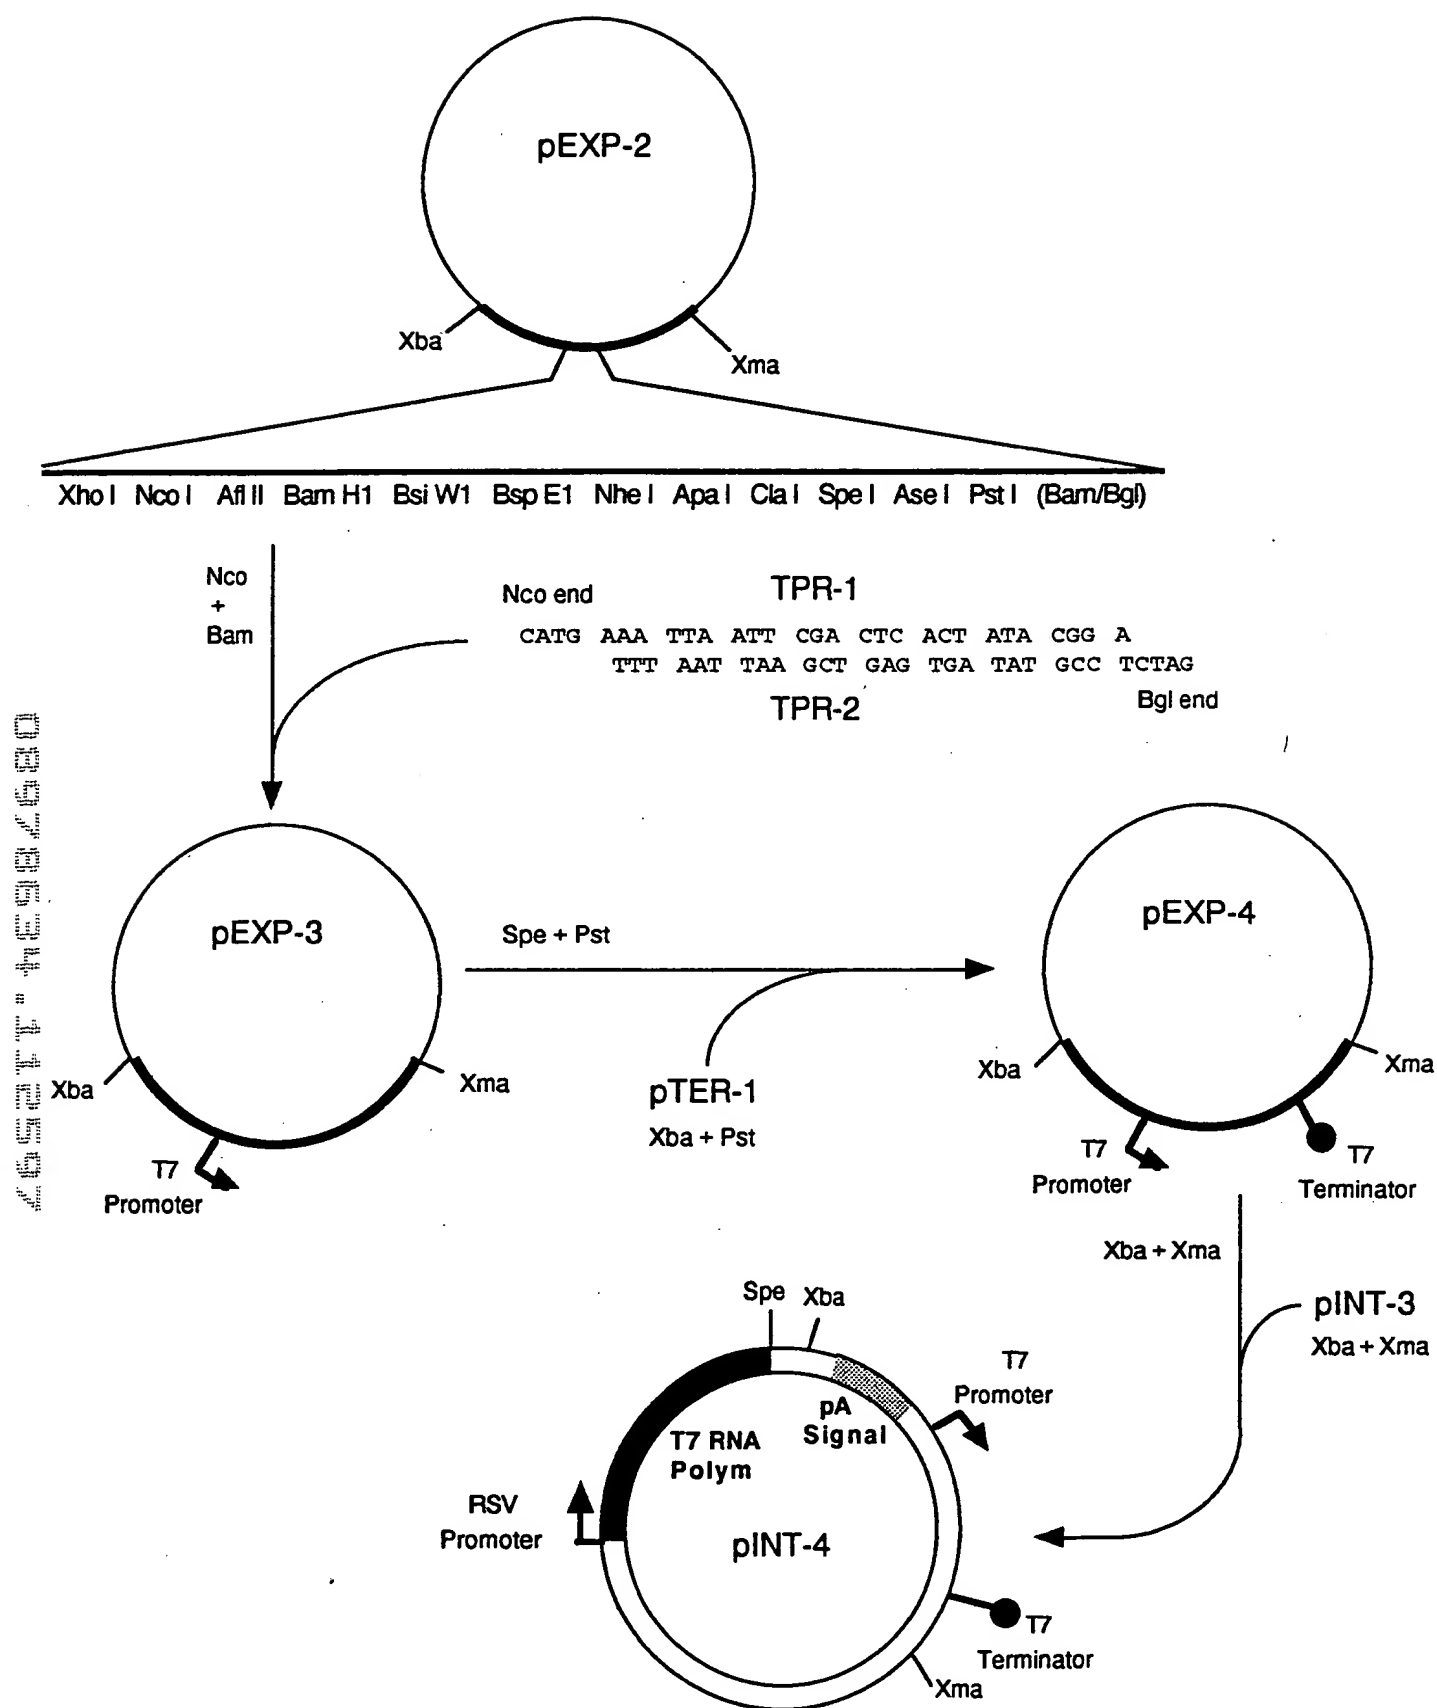 pEXP-2
Xba
Xma
Xho I Nco I Afl II Bam H1 Bsi W1 Bsp E1 Nhe I Apa I Cla I Spe I Ase I Pst I (Bam/Bgl)
Nco
+
Bam
Nco end
TPR-1
CATG AAA TTA ATT CGA CTC ACT ATA CGG A
TTT AAT TAA GCT GAG TGA TAT GCC TCTAG
TPR-2
Bgl end
08978634.112597
pEXP-3
Spe + Pst
pEXP-4
Xba
Xma
pTER-1
Xba + Pst
T7
Promoter
Xba
Xma
T7
Promoter
T7
Terminator
Xba + Xma
pINT-3
Xba + Xma
Spe
Xba
T7
Promoter
pA
Signal
T7 RNA
Polym
RSV
Promoter
pINT-4
T7
Terminator
Xma